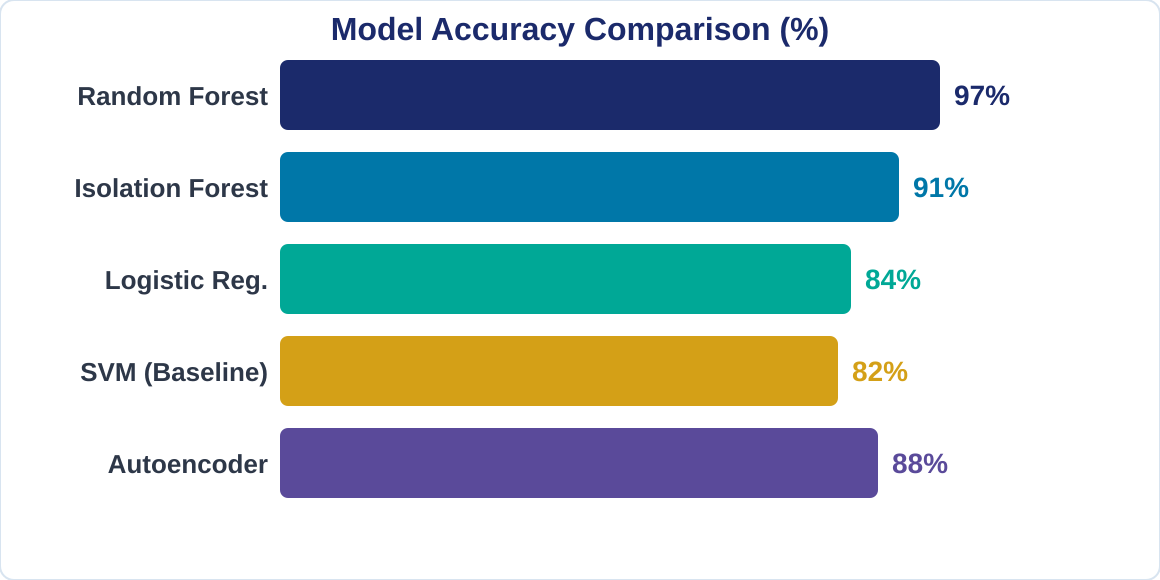 Model Accuracy Comparison (%)
Random Forest 97%
Isolation Forest 91%
Logistic Reg. 84%
SVM (Baseline) 82%
Autoencoder 88%